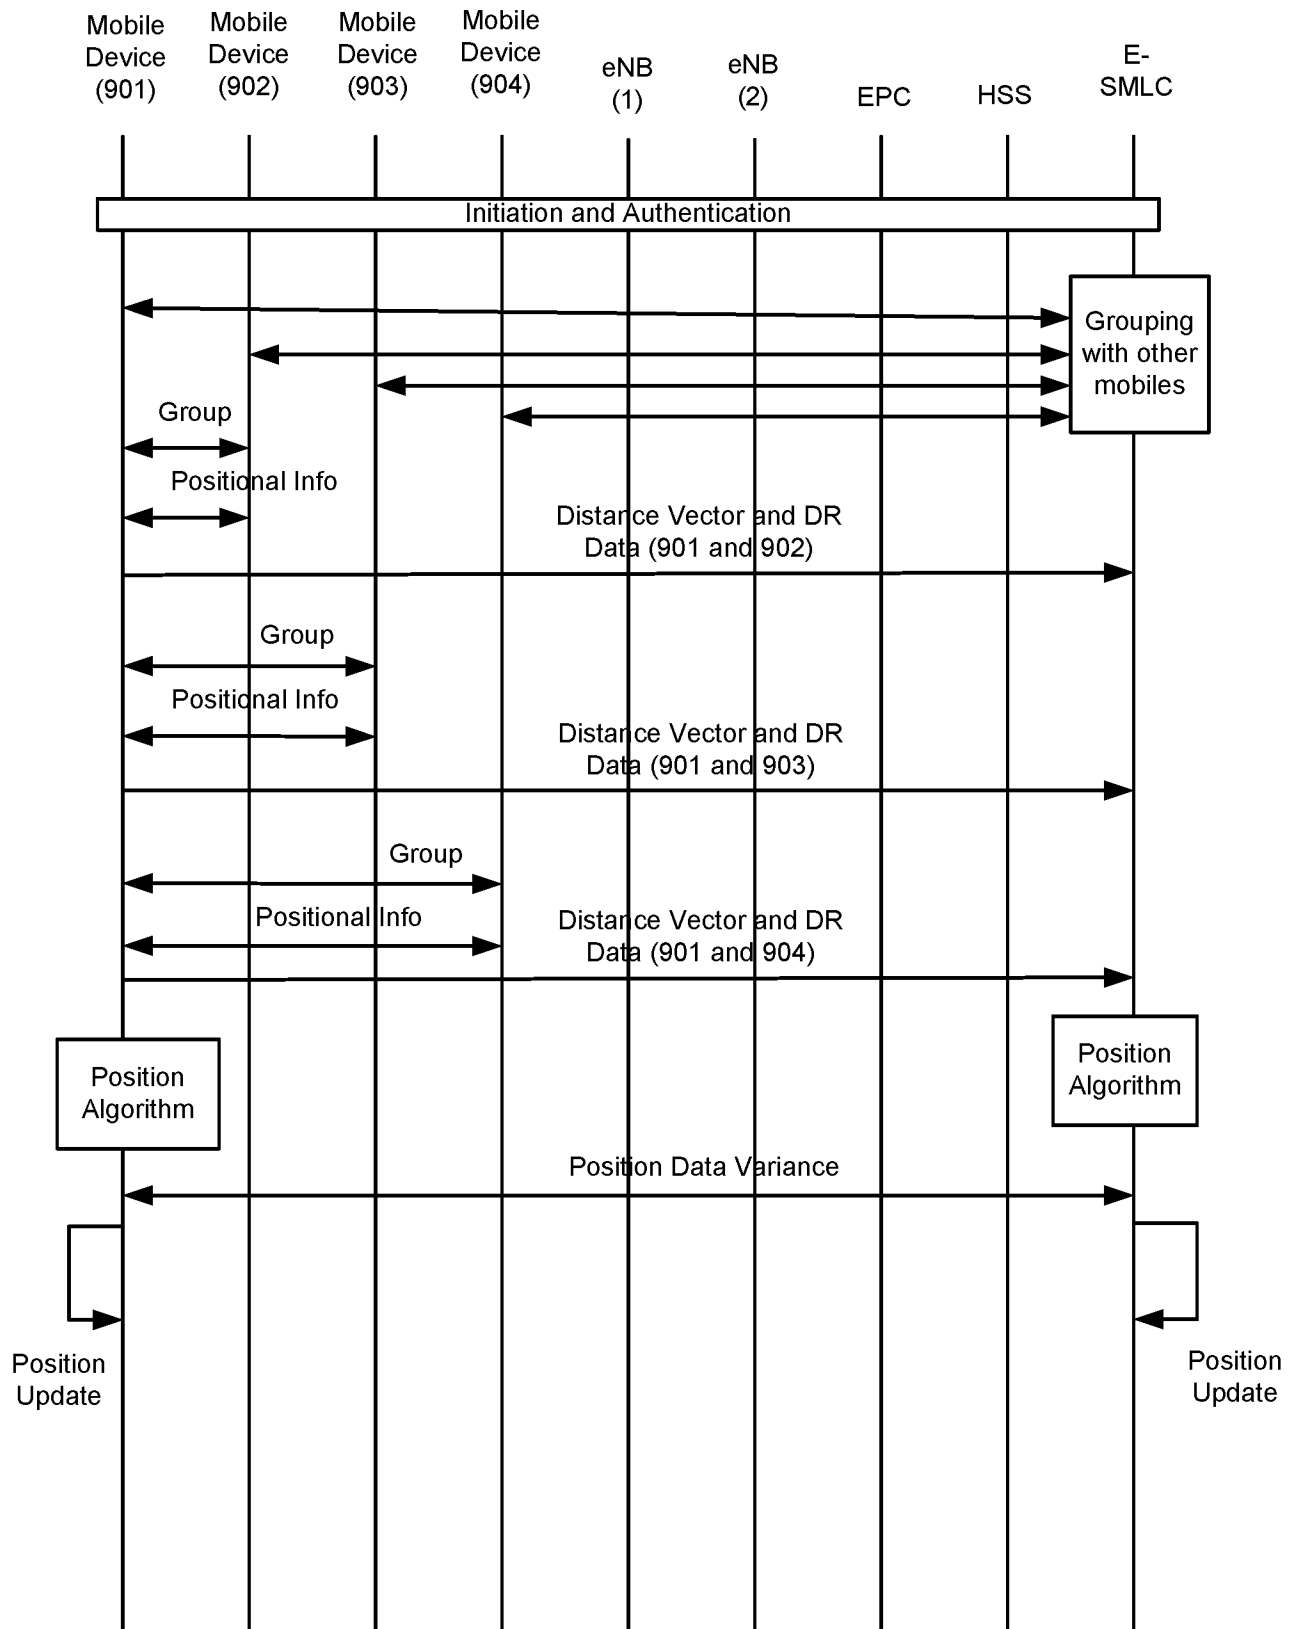 Mobile
Device
(901)
Mobile
Device
(902)
Mobile
Device
(903)
Mobile
Device
(904)
eNB
(1)
eNB
(2)
EPC
HSS
E-
SMLC
Initiation and Authentication
Grouping
with other
mobiles
Group
Positional Info
Distance Vector and DR
Data (901 and 902)
Group
Positional Info
Distance Vector and DR
Data (901 and 903)
Group
Positional Info
Distance Vector and DR
Data (901 and 904)
Position
Algorithm
Position
Algorithm
Position Data Variance
Position
Update
Position
Update